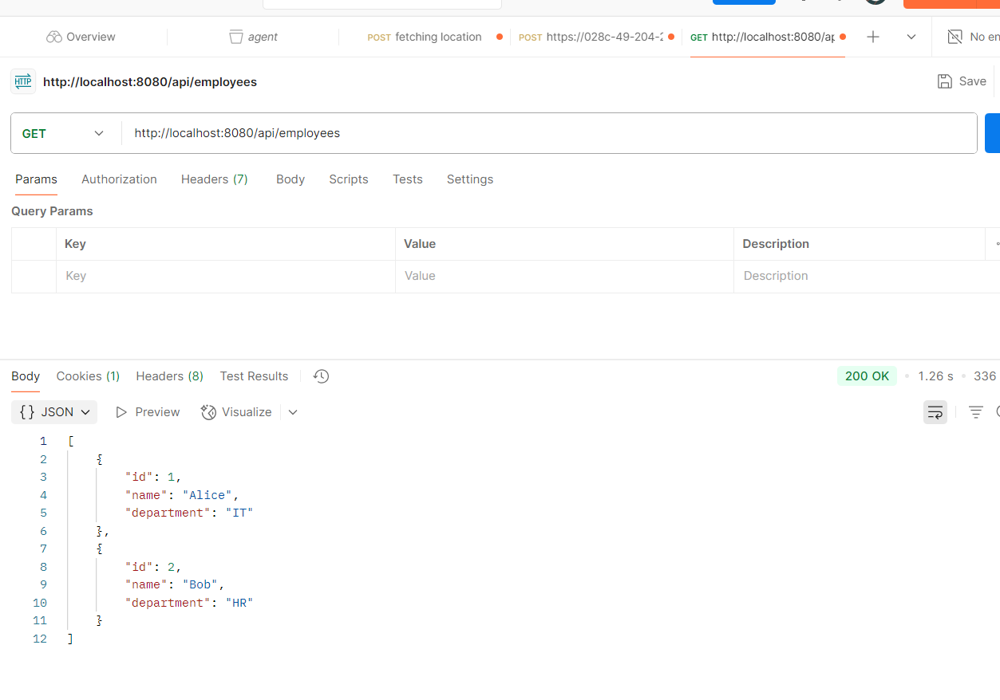 Overview agent POST fetching location POST https://028c-49-204-2 GET http://localhost:8080/ap No en
HTTP http://localhost:8080/api/employees Save
GET http://localhost:8080/api/employees
Params Authorization Headers (7) Body Scripts Tests Settings
Query Params
Key Value Description
Key Value Description
Body Cookies (1) Headers (8) Test Results 200 OK • 1.26 s • 336
{} JSON Preview Visualize
1 [
2 {
3 "id": 1,
4 "name": "Alice",
5 "department": "IT"
6 },
7 {
8 "id": 2,
9 "name": "Bob",
10 "department": "HR"
11 }
12 ]